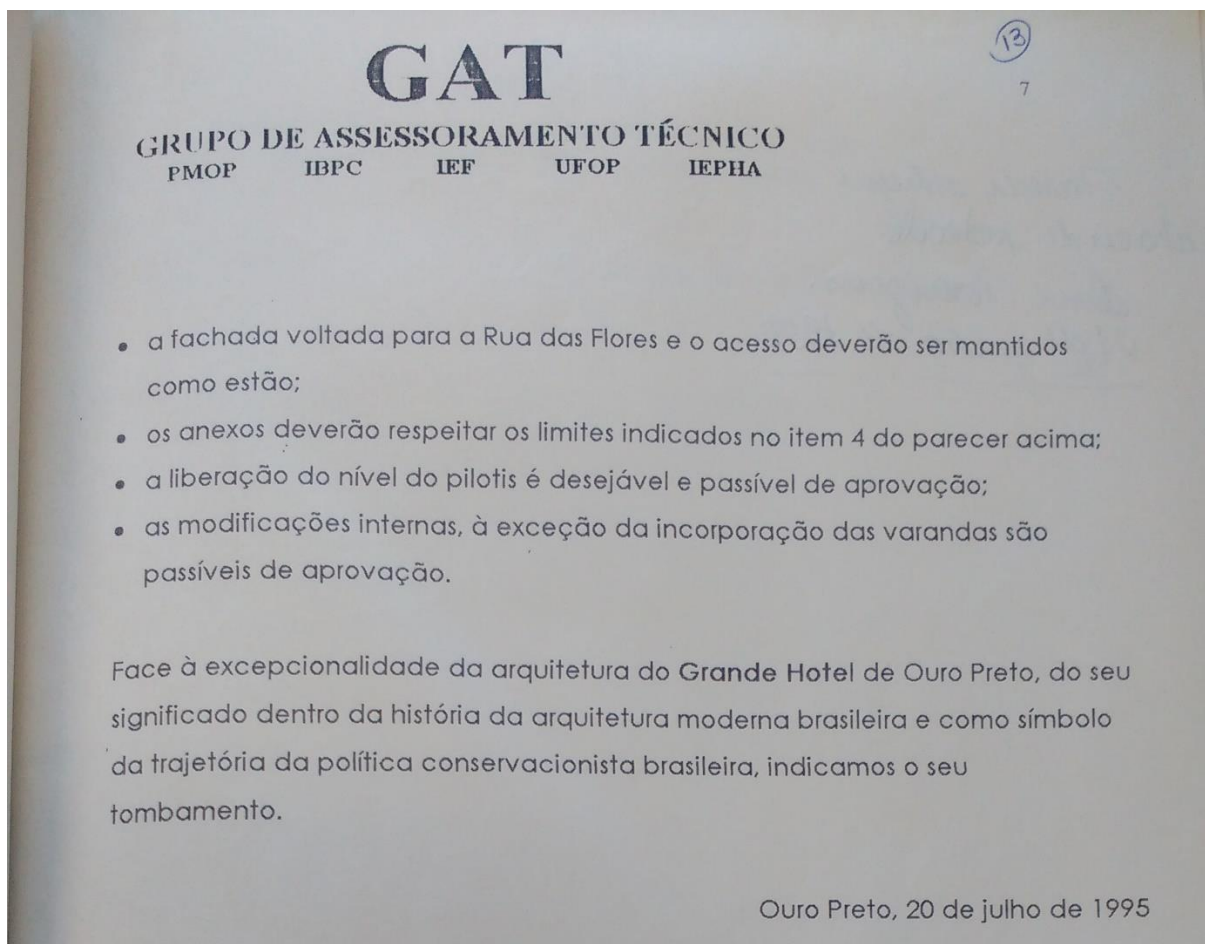 13
GAT
7
GRUPO DE ASSESSORAMENTO TÉCNICO
PMOP IBPC IEF UFOP IEPHA
• a fachada voltada para a Rua das Flores e o acesso deverão ser mantidos
como estão;
• os anexos deverão respeitar os limites indicados no item 4 do parecer acima;
• a liberação do nível do pilotis é desejável e passível de aprovação;
• as modificações internas, à exceção da incorporação das varandas são
passíveis de aprovação.
Face à excepcionalidade da arquitetura do Grande Hotel de Ouro Preto, do seu
significado dentro da história da arquitetura moderna brasileira e como símbolo
da trajetória da política conservacionista brasileira, indicamos o seu
tombamento.
Ouro Preto, 20 de julho de 1995